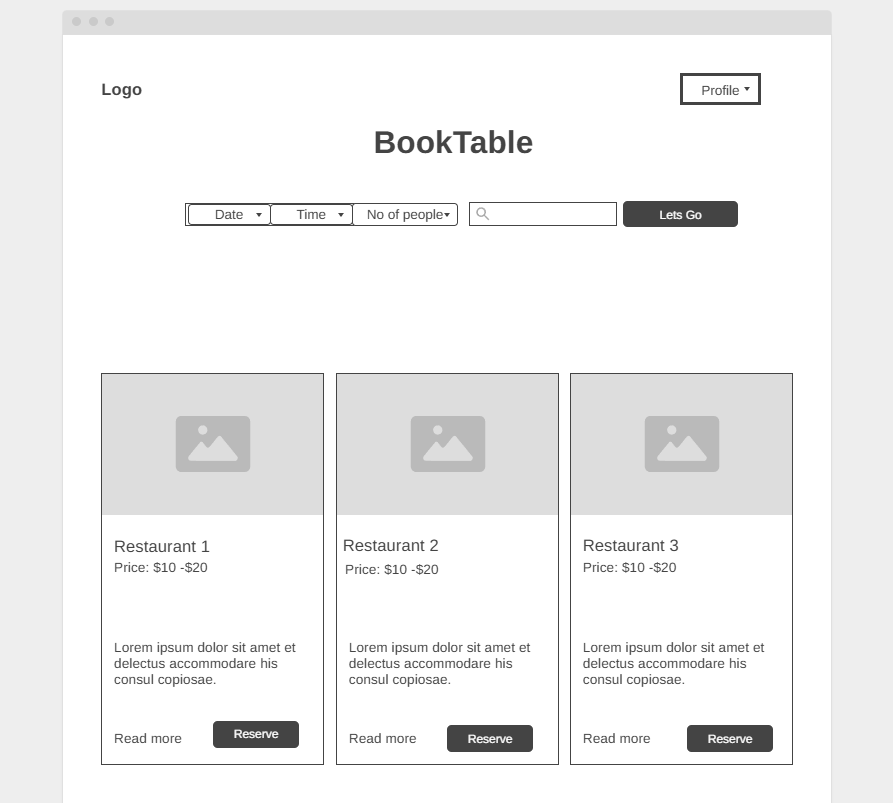 Logo
Profile
BookTable
Date
Time
No of people
Lets Go
Restaurant 1
Price: $10 -$20
Lorem ipsum dolor sit amet et
delectus accommodare his
consul copiosae.
Read more
Reserve
Restaurant 2
Price: $10 -$20
Lorem ipsum dolor sit amet et
delectus accommodare his
consul copiosae.
Read more
Reserve
Restaurant 3
Price: $10 -$20
Lorem ipsum dolor sit amet et
delectus accommodare his
consul copiosae.
Read more
Reserve